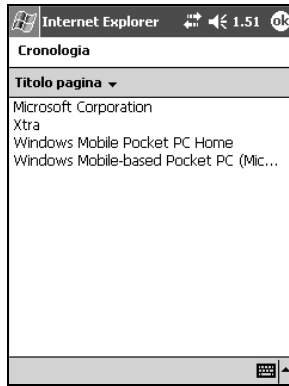 Internet Explorer 1.51 ok
Cronologia
Titolo pagina
Microsoft Corporation
Xtra
Windows Mobile Pocket PC Home
Windows Mobile-based Pocket PC (Mic...